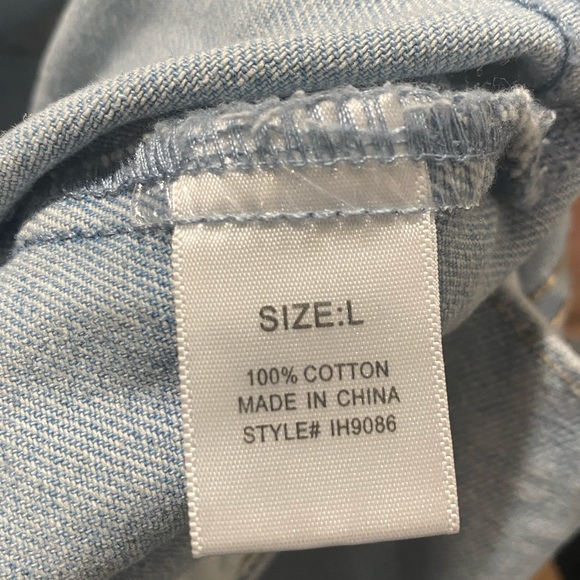 SIZE:L
100% COTTON
MADE IN CHINA
STYLE# IH9086